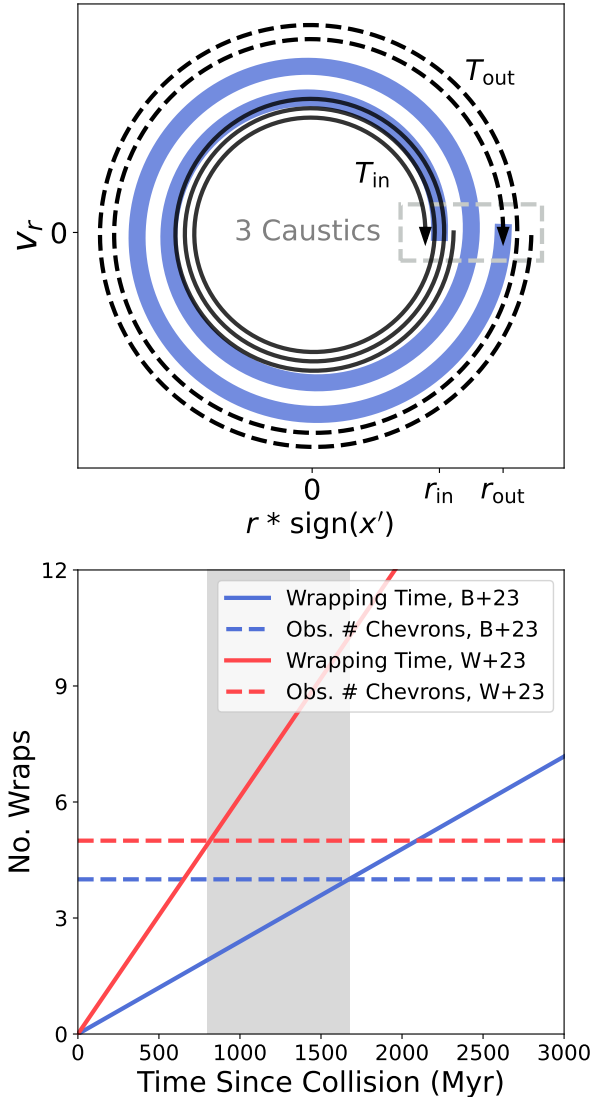 T_out
T_in
v_r
0
3 Caustics
0
r_in
r_out
r * sign(x′)
12
9
6
3
0
No. Wraps
Wrapping Time, B+23
Obs. # Chevrons, B+23
Wrapping Time, W+23
Obs. # Chevrons, W+23
0
500
1000
1500
2000
2500
3000
Time Since Collision (Myr)